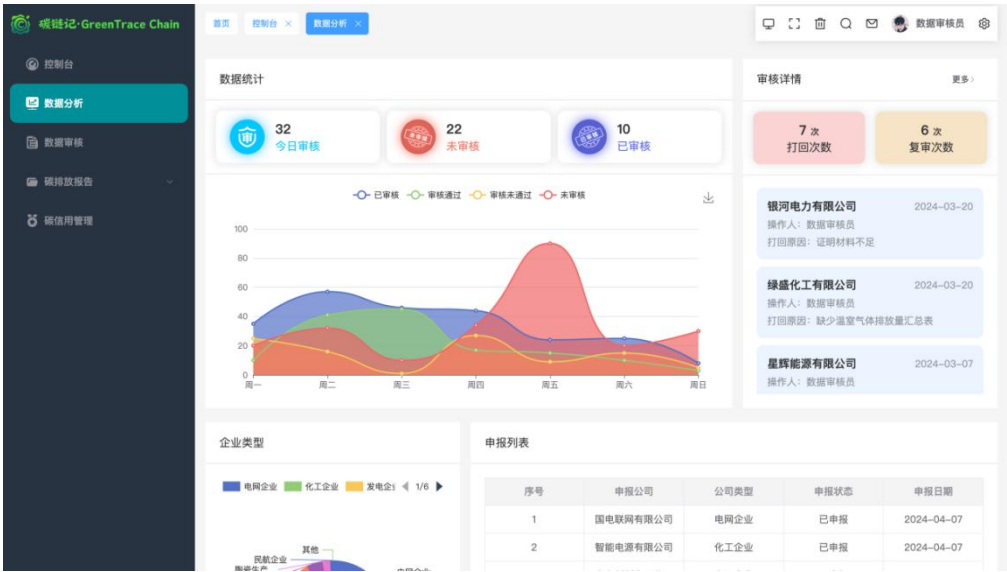 碳链记·GreenTrace Chain
首页
控制台 ×
数据分析 ×
数据审核员
控制台
数据分析
数据审核
碳排放报告
碳信用管理
数据统计
32
今日审核
22
未审核
10
已审核
已审核 审核通过 审核未通过 未审核
100
80
60
40
20
0
周一 周二 周三 周四 周五 周六 周日
审核详情
更多
7 次
打回次数
6 次
复审次数
银河电力有限公司 2024-03-20
操作人：数据审核员
打回原因：证明材料不足
绿盛化工有限公司 2024-03-20
操作人：数据审核员
打回原因：缺少温室气体排放量汇总表
星辉能源有限公司 2024-03-07
操作人：数据审核员
企业类型
电网企业 化工企业 发电企 1/6
其他
民航企业
申报列表
序号 申报公司 公司类型 申报状态 申报日期
1 国电联网有限公司 电网企业 已申报 2024-04-07
2 智能电源有限公司 化工企业 已申报 2024-04-07